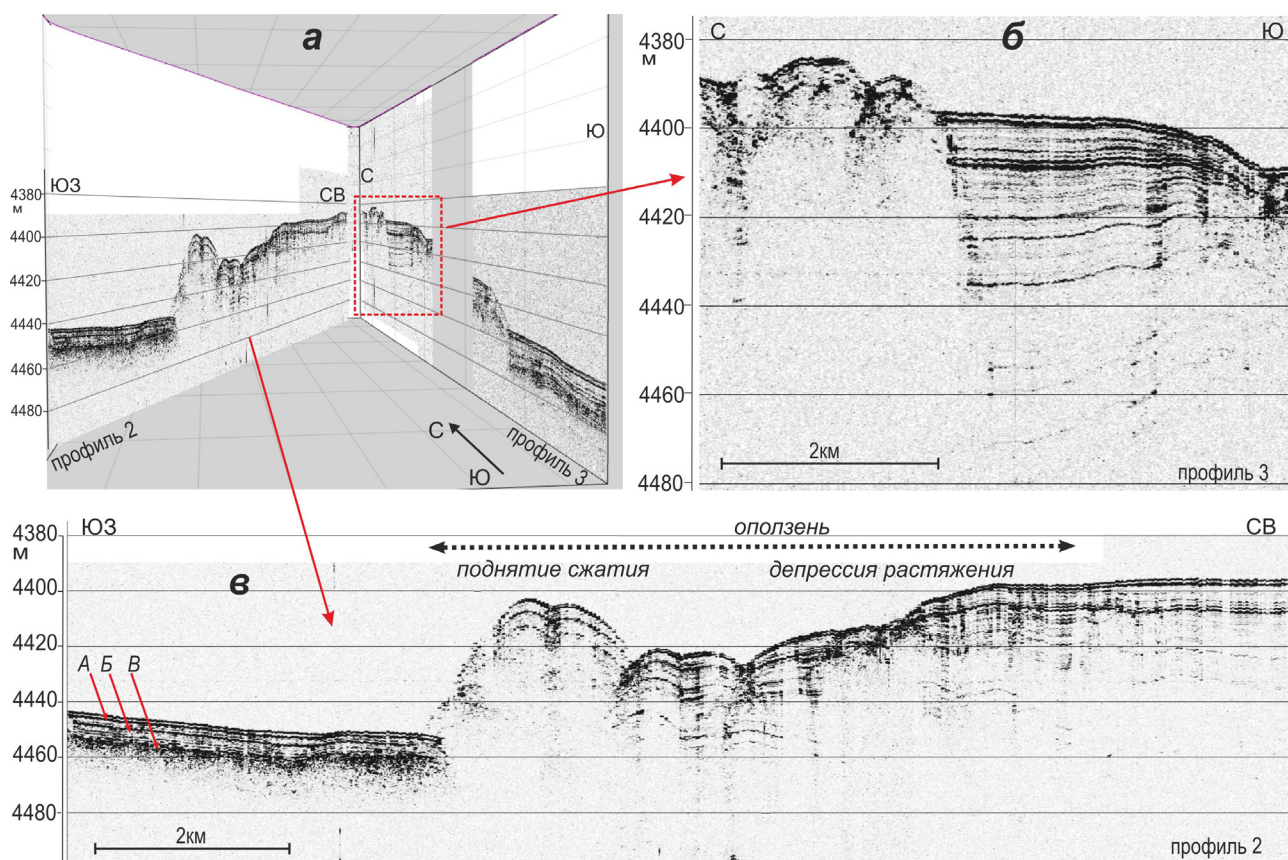 а
ЮЗ
СВ
С
Ю
4380
м
4400
4420
4440
4460
4480
профиль 2
профиль 3
С
Ю
б
С
Ю
4380
м
4400
4420
4440
4460
4480
2км
профиль 3
в
ЮЗ
СВ
4380
м
4400
4420
4440
4460
4480
оползень
поднятие сжатия
депрессия растяжения
А Б В
2км
профиль 2